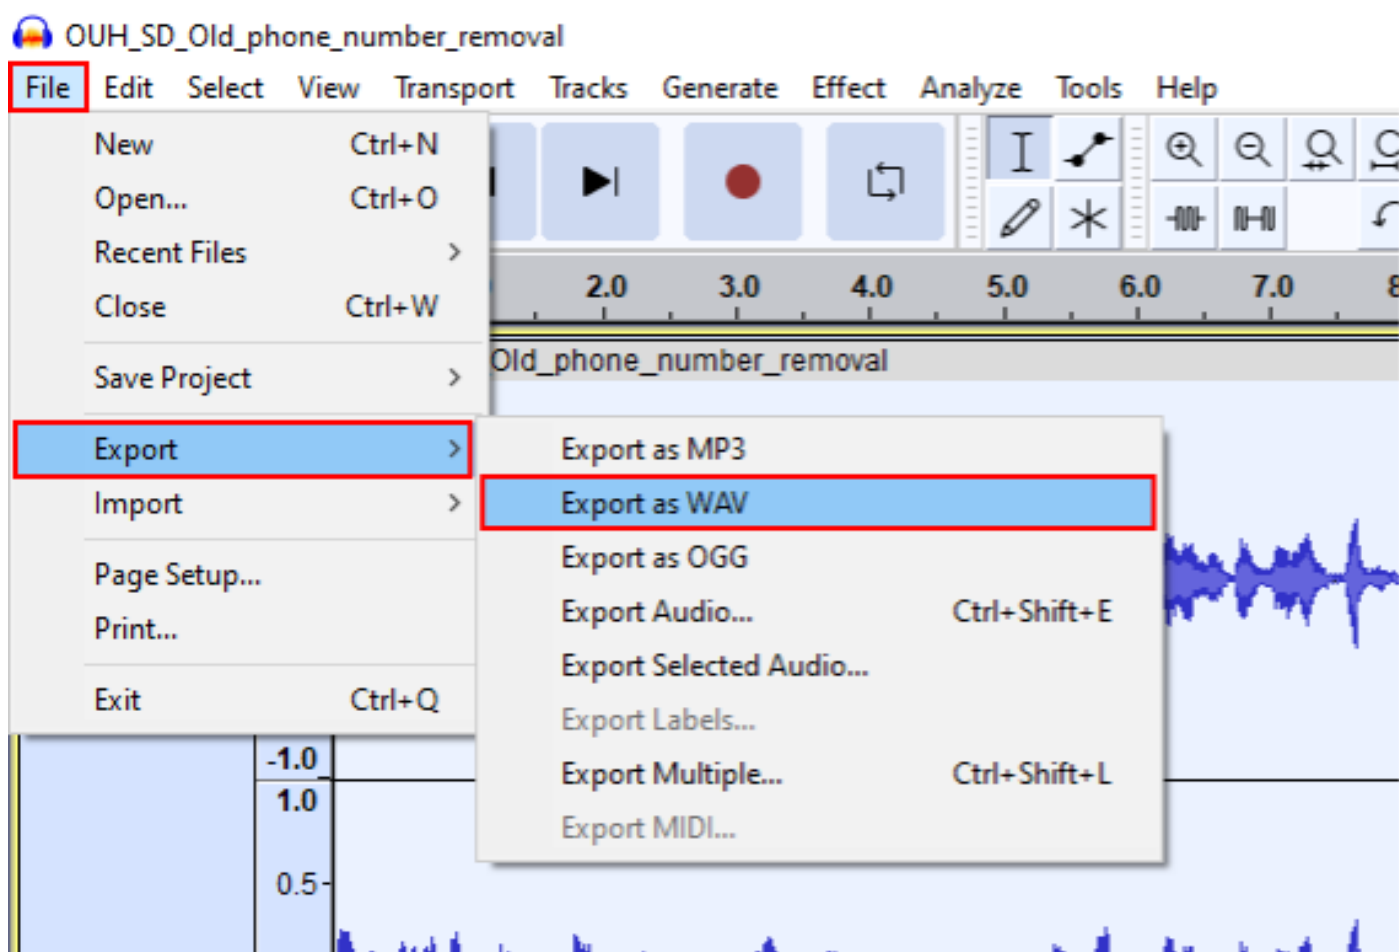 OUH_SD_Old_phone_number_removal
File Edit Select View Transport Tracks Generate Effect Analyze Tools Help
New Ctrl+N
Open... Ctrl+O
Recent Files
Close Ctrl+W
2.0 3.0 4.0 5.0 6.0 7.0
Old_phone_number_removal
Save Project
Export
Import
Page Setup...
Print...
Exit Ctrl+Q
Export as MP3
Export as WAV
Export as OGG
Export Audio... Ctrl+Shift+E
Export Selected Audio...
Export Labels...
Export Multiple... Ctrl+Shift+L
Export MIDI...
-1.0
1.0
0.5-